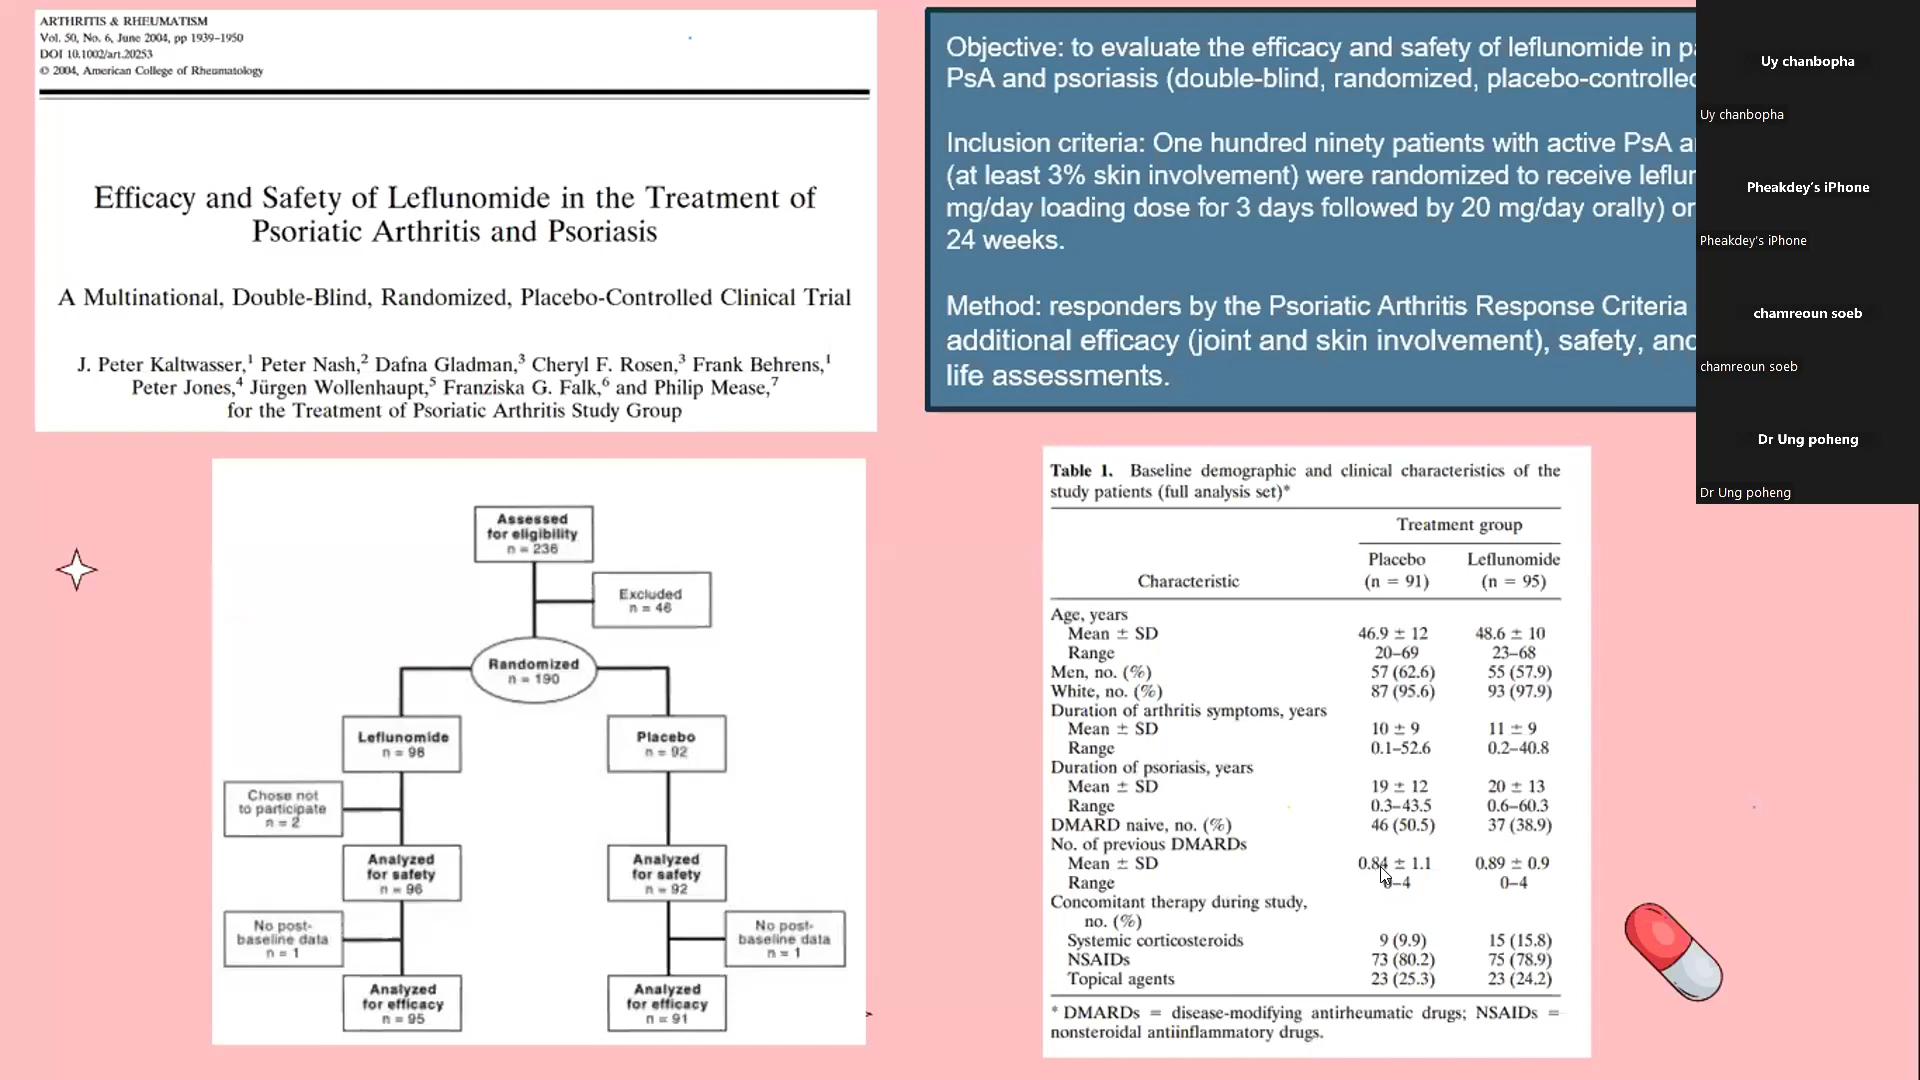 ARTHRITIS & RHEUMATISM
Vol. 50, No. 6, June 2004, pp 1939–1950
DOI 10.1002/art.20253
© 2004, American College of Rheumatology
Efficacy and Safety of Leflunomide in the Treatment of
Psoriatic Arthritis and Psoriasis
A Multinational, Double-Blind, Randomized, Placebo-Controlled Clinical Trial
J. Peter Kaltwasser,¹ Peter Nash,² Dafna Gladman,³ Cheryl F. Rosen,³ Frank Behrens,¹
Peter Jones,⁴ Jürgen Wollenhaupt,⁵ Franziska G. Falk,⁶ and Philip Mease,⁷
for the Treatment of Psoriatic Arthritis Study Group
Objective: to evaluate the efficacy and safety of leflunomide in
PsA and psoriasis (double-blind, randomized, placebo-controlled
Inclusion criteria: One hundred ninety patients with active PsA
(at least 3% skin involvement) were randomized to receive
mg/day loading dose for 3 days followed by 20 mg/day orally) or
24 weeks.
Method: responders by the Psoriatic Arthritis Response Criteria
additional efficacy (joint and skin involvement), safety,
life assessments.
Uy chanbopha
Uy chanbopha
Pheakdey's iPhone
Pheakdey's iPhone
chamreoun soeb
chamreoun soeb
Dr Ung poheng
Dr Ung poheng
Assessed
for eligibility
n = 236
Excluded
n = 46
Randomized
n = 190
Leflunomide
n = 98
Placebo
n = 92
Chose not
to participate
n = 2
Analyzed
for safety
n = 96
Analyzed
for safety
n = 92
No post-
baseline data
n = 1
No post-
baseline data
n = 1
Analyzed
for efficacy
n = 95
Analyzed
for efficacy
n = 91
Table 1. Baseline demographic and clinical characteristics of the
study patients (full analysis set)*
Treatment group
Placebo Leflunomide
Characteristic (n = 91) (n = 95)
Age, years
Mean ± SD 46.9 ± 12 48.6 ± 10
Range 20–69 23–68
Men, no. (%) 57 (62.6) 55 (57.9)
White, no. (%) 87 (95.6) 93 (97.9)
Duration of arthritis symptoms, years
Mean ± SD 10 ± 9 11 ± 9
Range 0.1–52.6 0.2–40.8
Duration of psoriasis, years
Mean ± SD 19 ± 12 20 ± 13
Range 0.3–43.5 0.6–60.3
DMARD naive, no. (%) 46 (50.5) 37 (38.9)
No. of previous DMARDs
Mean ± SD 0.84 ± 1.1 0.89 ± 0.9
Range 0–4 0–4
Concomitant therapy during study,
no. (%)
Systemic corticosteroids 9 (9.9) 15 (15.8)
NSAIDs 73 (80.2) 75 (78.9)
Topical agents 23 (25.3) 23 (24.2)
* DMARDs = disease-modifying antirheumatic drugs; NSAIDs =
nonsteroidal antiinflammatory drugs.